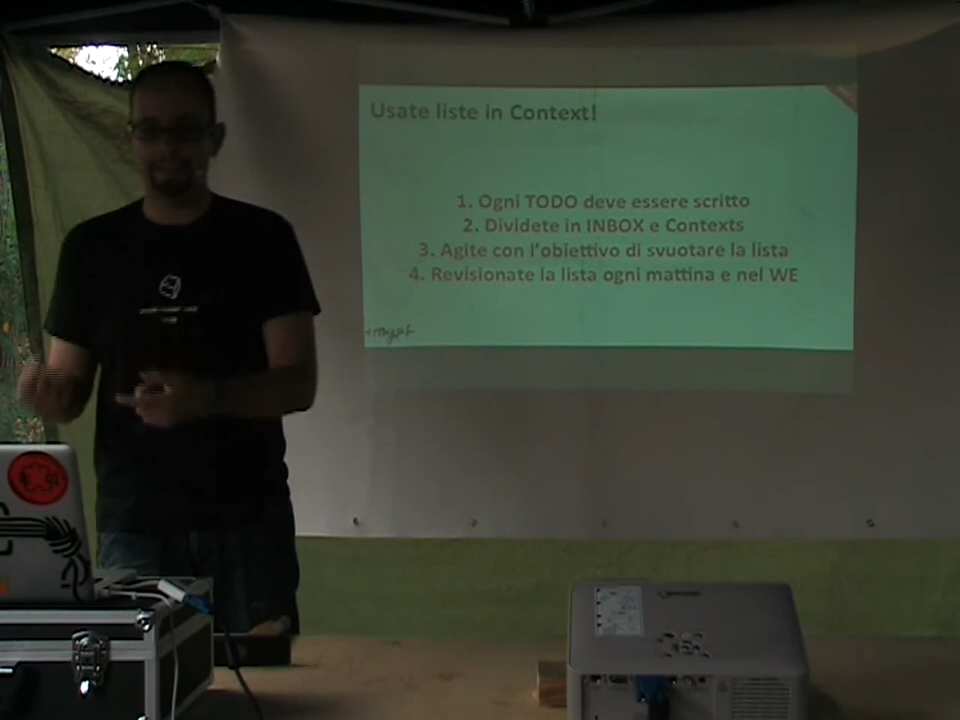 Usate liste in Context!
1. Ogni TODO deve essere scritto
2. Dividete in INBOX e Contexts
3. Agite con l'obiettivo di svuotare la lista
4. Revisionate la lista ogni mattina e nel WE